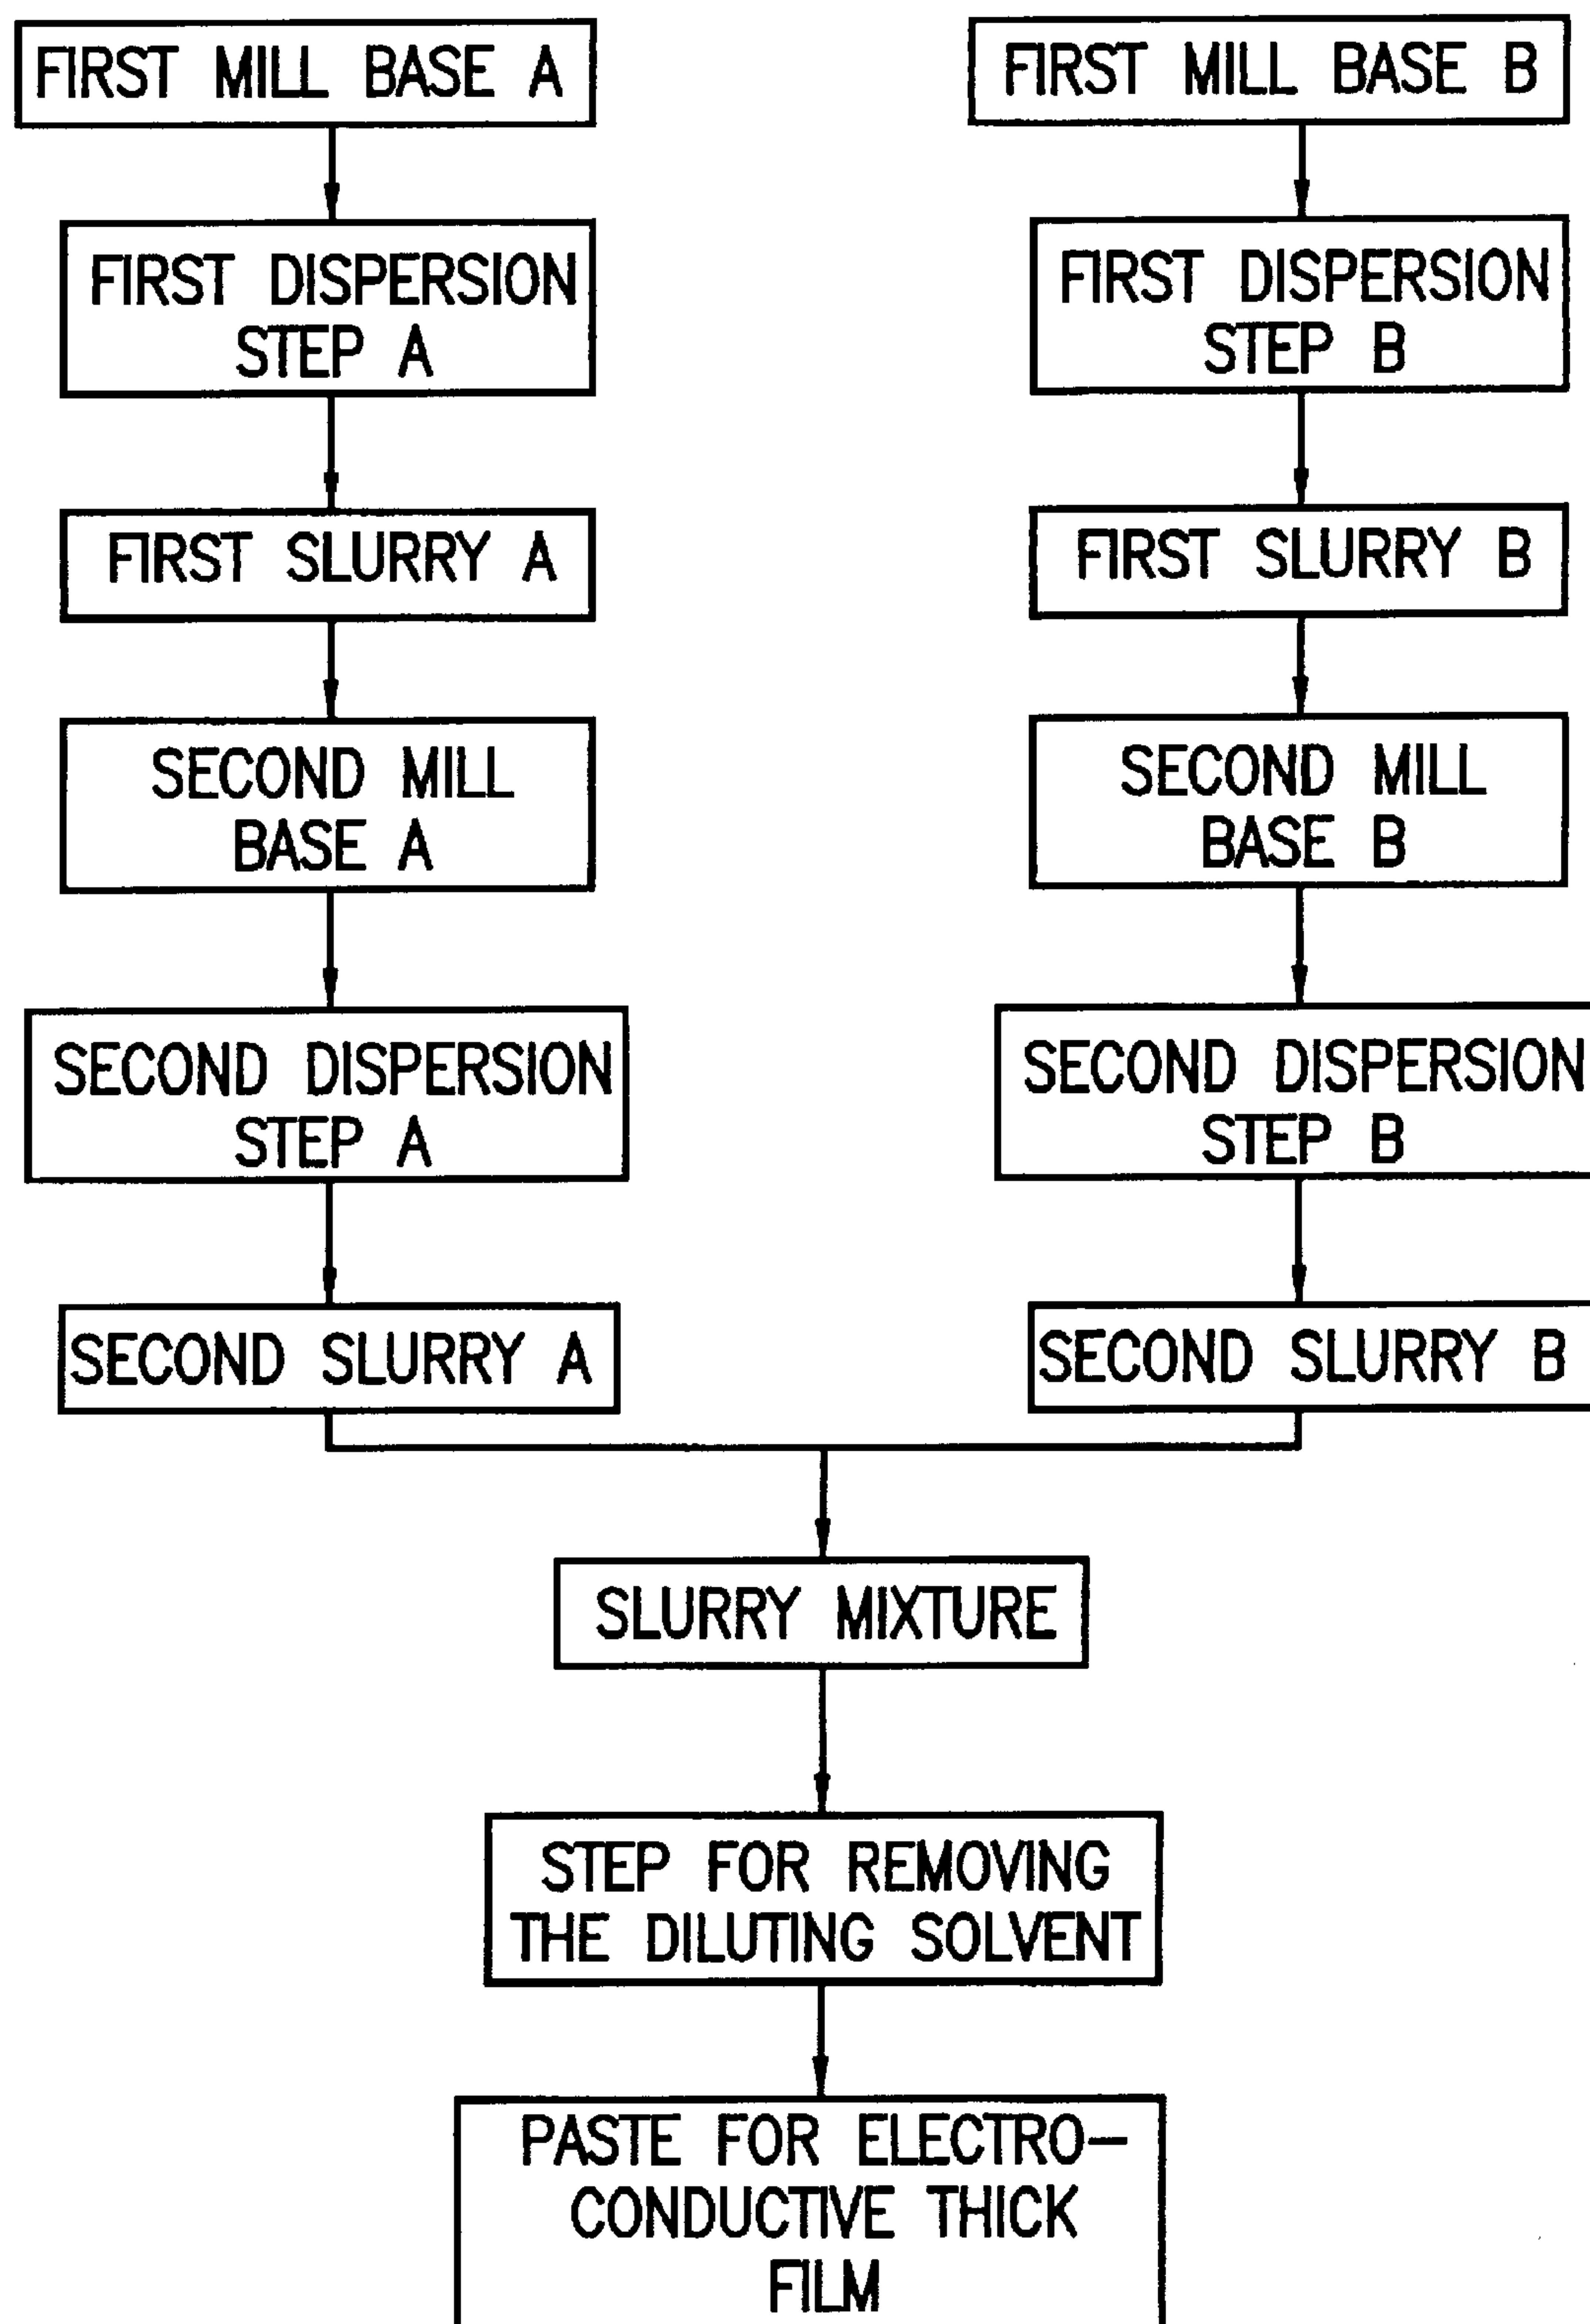 FIRST MILL BASE A
FIRST DISPERSION
STEP A
FIRST SLURRY A
SECOND MILL
BASE A
SECOND DISPERSION
STEP A
SECOND SLURRY A
FIRST MILL BASE B
FIRST DISPERSION
STEP B
FIRST SLURRY B
SECOND MILL
BASE B
SECOND DISPERSION
STEP B
SECOND SLURRY B
SLURRY MIXTURE
STEP FOR REMOVING
THE DILUTING SOLVENT
PASTE FOR ELECTRO-
CONDUCTIVE THICK
FILM